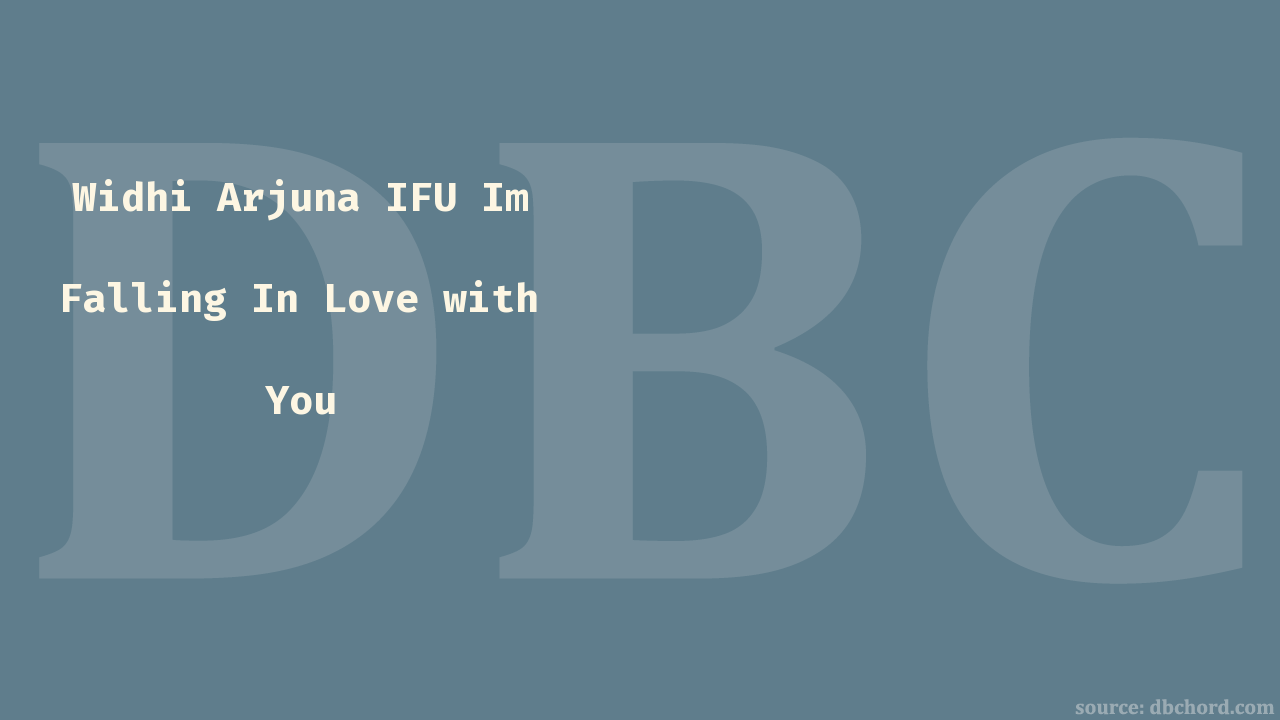 DBC
Widhi Arjuna IFU Im
Falling In Love with
You
source: dbchord.com